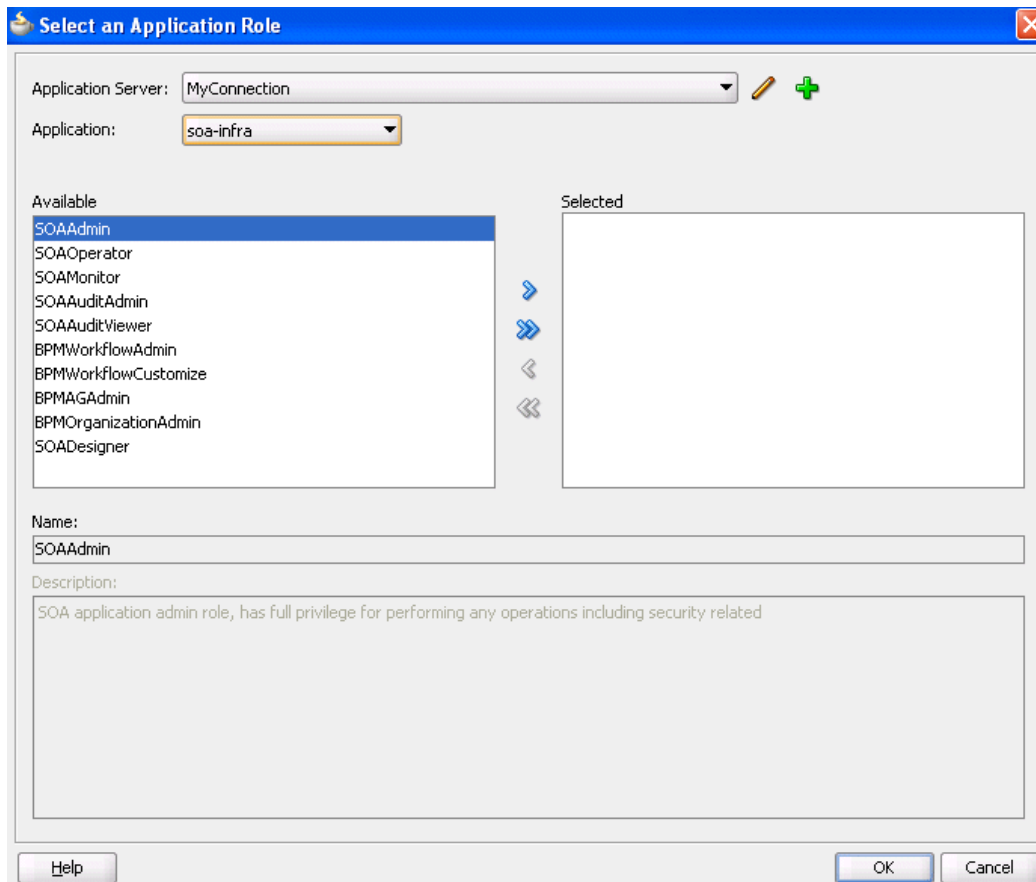 Select an Application Role
Application Server: MyConnection
Application: soa-infra
Available
SOAAdmin
SOAOperator
SOAMonitor
SOAAuditAdmin
SOAAuditViewer
BPMWorkflowAdmin
BPMWorkflowCustomize
BPMAGAdmin
BPMOrganizationAdmin
SOADesigner
Selected
Name:
SOAAdmin
Description:
SOA application admin role, has full privilege for performing any operations including security related
Help
OK
Cancel